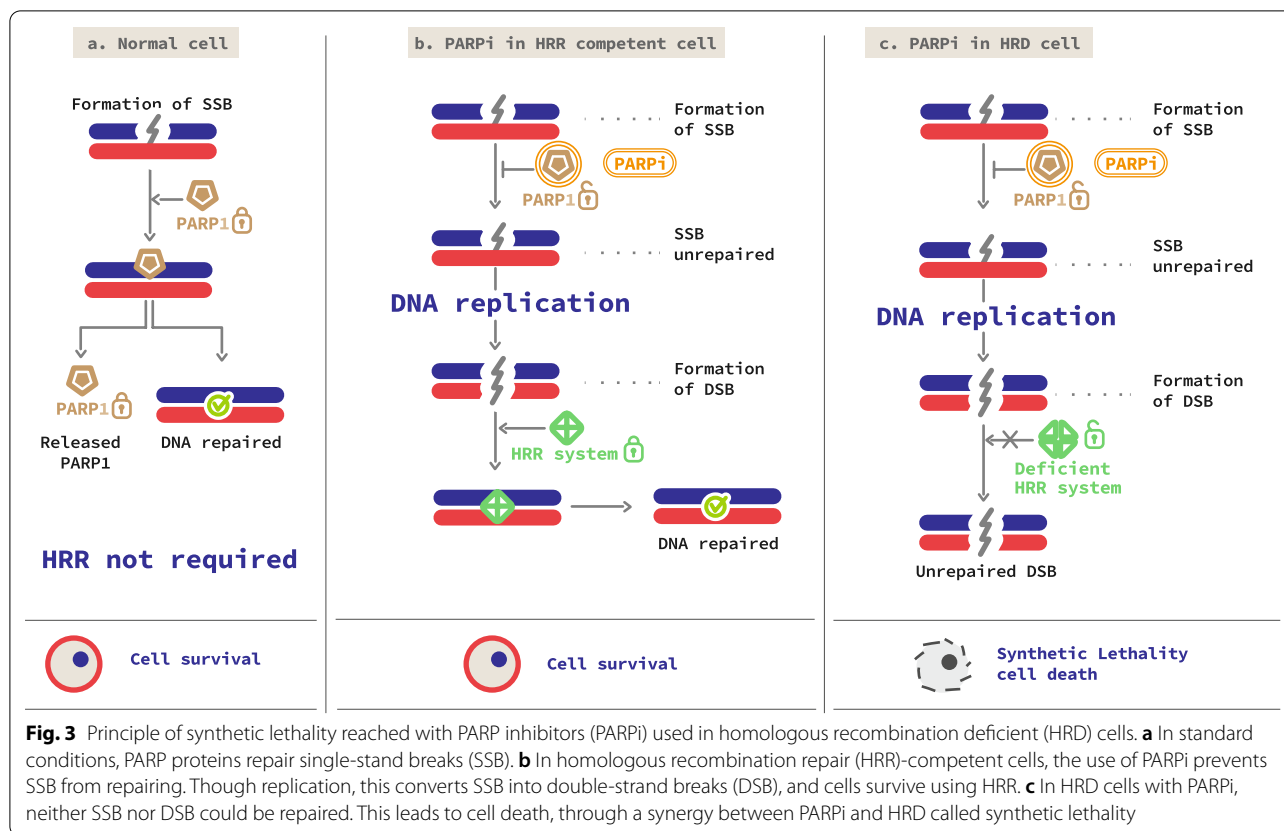 a. Normal cell
Formation of SSB
PARP1
PARP1
Released
PARP1
DNA repaired
HRR not required
Cell survival
b. PARPi in HRR competent cell
Formation
of SSB
PARPi
PARP1
SSB
unrepaired
DNA replication
Formation
of DSB
HRR system
DNA repaired
Cell survival
c. PARPi in HRD cell
Formation
of SSB
PARPi
PARP1
SSB
unrepaired
DNA replication
Formation
of DSB
Deficient
HRR system
Unrepaired DSB
Synthetic Lethality
cell death
Fig. 3 Principle of synthetic lethality reached with PARP inhibitors (PARPi) used in homologous recombination deficient (HRD) cells. a In standard
conditions, PARP proteins repair single-stand breaks (SSB). b In homologous recombination repair (HRR)-competent cells, the use of PARPi prevents
SSB from repairing. Though replication, this converts SSB into double-strand breaks (DSB), and cells survive using HRR. c In HRD cells with PARPi,
neither SSB nor DSB could be repaired. This leads to cell death, through a synergy between PARPi and HRD called synthetic lethality